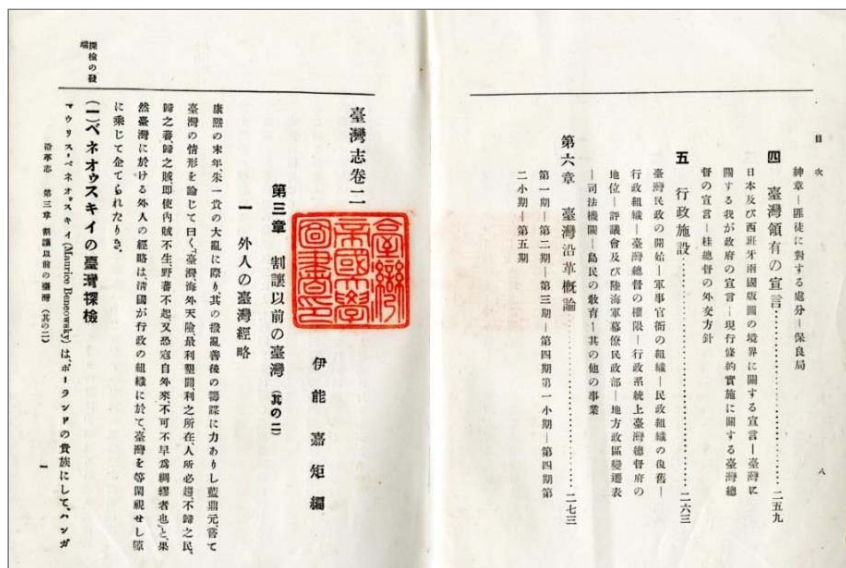 目次
紳章―匪徒に對する處分―保良局
四 臺灣領有の宣言…………二五九
日本及び西班牙兩國版圖の境界に關する宣言―臺灣に
關する我が政府の宣言―現行條約實施に關する臺灣總
督の宣言―桂總督の外交方針
五 行政施設…………二六三
臺灣民政の開始―軍事官衙の組織―民政組織の復舊―
行政組織―臺灣總督の權限―行政系統上臺灣總督府の
地位―評議會及び陸海軍幕僚民政部―地方政區變遷表
―司法機關―島民の敎育―其の他の事業
第六章 臺灣沿革槪論…………二七三
第一期―第二期―第三期―第四期第一小期―第四期第
二小期―第五期
八
臺灣志卷二
臺灣帝國大學圖書印
伊能嘉矩編
第三章 割讓以前の臺灣(其の二)
一 外人の臺灣經略
康熙の末年朱一貴の大亂に際り、其の撥亂善後の籌謀に力ありし藍鼎元、嘗て
臺灣の情形を論じて曰く、臺灣海外天險、最利墾闢、利之所在、人所必趨、不歸之民、
歸之番、歸之賊、即使內賊不生、野番不起、又恐寇自外來、不可不早爲綢繆者也と、果
然臺灣に於ける外人の經略は、清國が行政の組織に於て、臺灣を等閑視せし際
に乘じて企てられたりき。
探檢の發端
(一)ベネオゥスキイの臺灣探檢
マウリス・ベネオゥスキイ(Maurice Beneowsky)は、ポーランドの貴族にして、ハンガ
沿革志 第三章 割讓以前の臺灣(其の二)
一